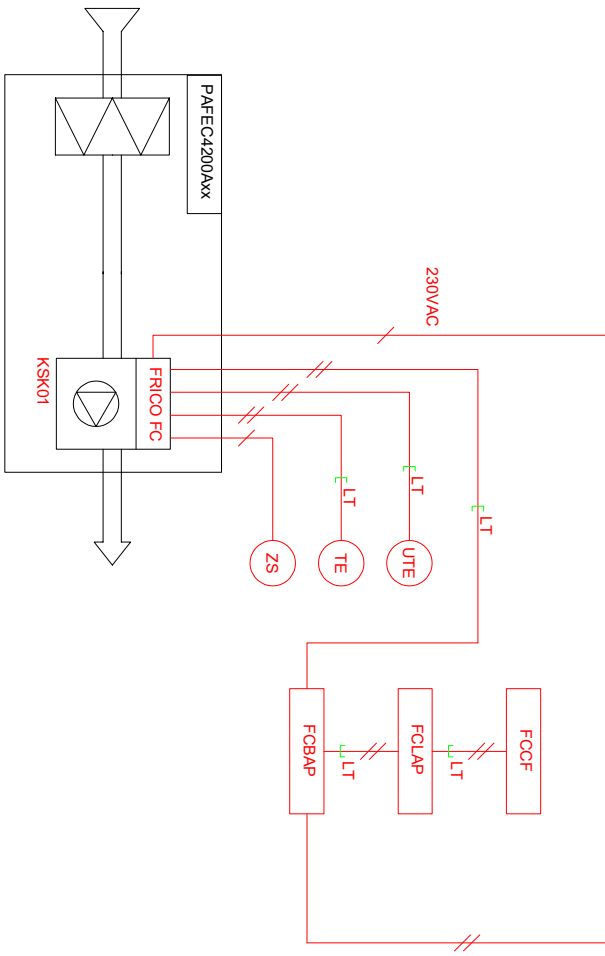 PAFEC4200Axx
230VAC
KSK01
FRICO FC
LT
LT
LT
ZS
TE
UTE
FCBAP
LT
FCLAP
LT
FCCF